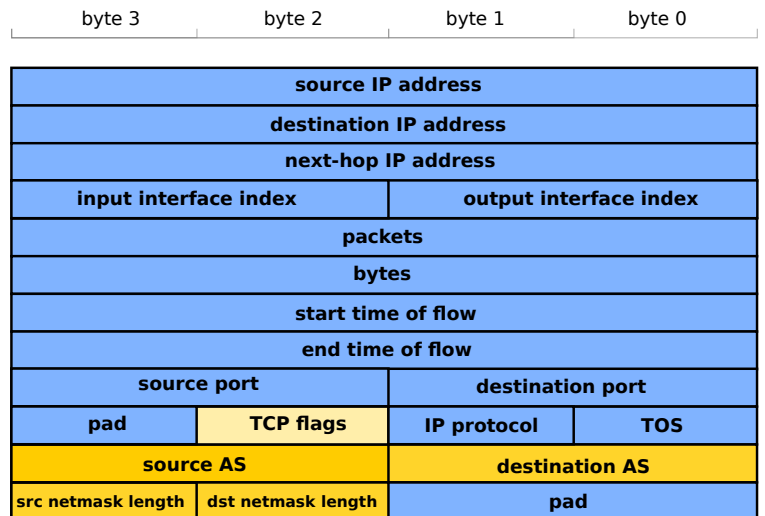 byte 3 byte 2 byte 1 byte 0
source IP address
destination IP address
next-hop IP address
input interface index output interface index
packets
bytes
start time of flow
end time of flow
source port destination port
pad TCP flags IP protocol TOS
source AS destination AS
src netmask length dst netmask length pad